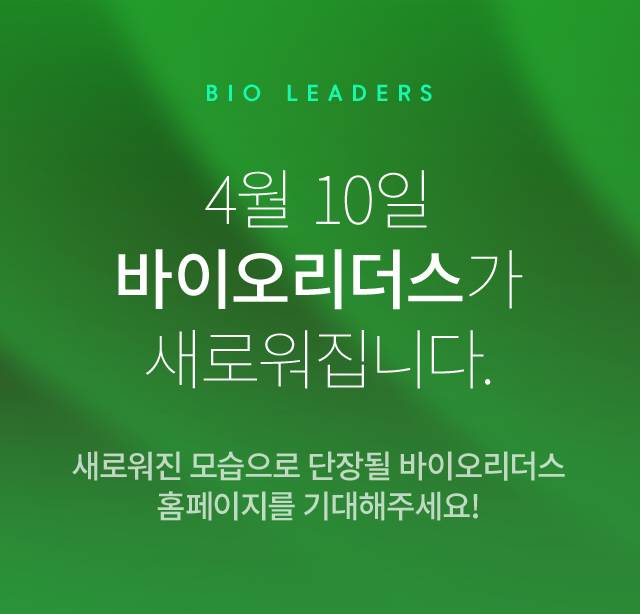 BIO LEADERS
4월 10일
바이오리더스가
새로워집니다.
새로워진 모습으로 단장될 바이오리더스
홈페이지를 기대해주세요!